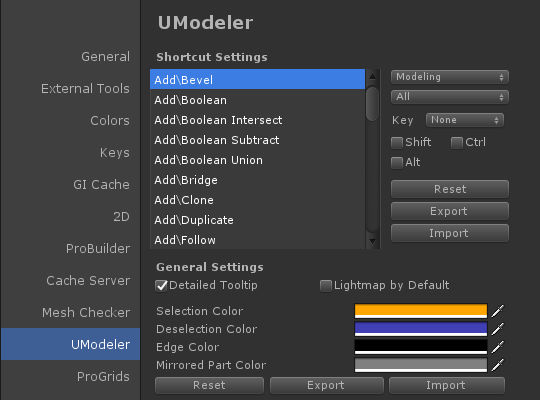 UModeler
General
External Tools
Colors
Keys
GI Cache
2D
ProBuilder
Cache Server
Mesh Checker
UModeler
ProGrids
Shortcut Settings
Add\Bevel
Add\Boolean
Add\Boolean Intersect
Add\Boolean Subtract
Add\Boolean Union
Add\Bridge
Add\Clone
Add\Duplicate
Add\Follow
Modeling
All
Key None
Shift Ctrl
Alt
Reset
Export
Import
General Settings
Detailed Tooltip Lightmap by Default
Selection Color
Deselection Color
Edge Color
Mirrored Part Color
Reset Export Import